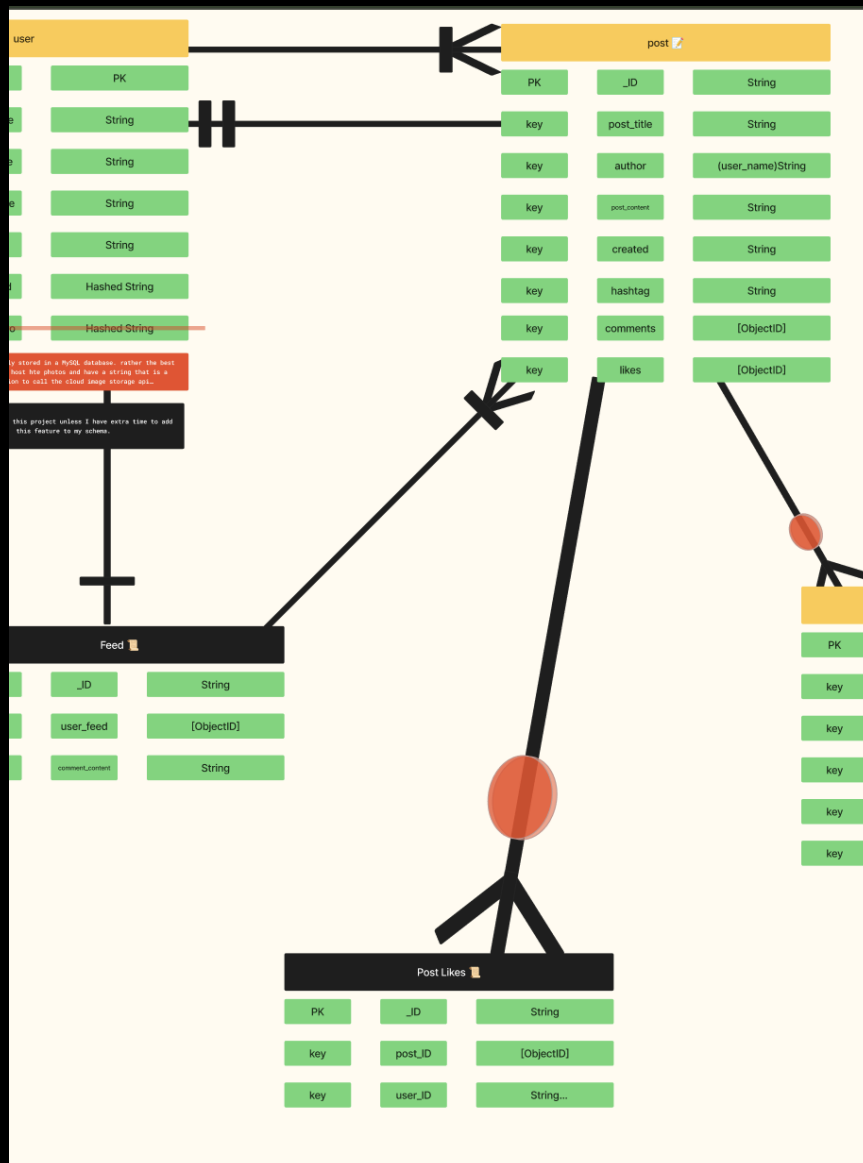 user
PK
String
String
String
String
Hashed String
Hashed String
stored in a MySQL database. rather the best
host hte photos and have a string that is a
to call the cloud image storage api…
this project unless I have extra time to add
this feature to my schema.
post 📝
PK _ID String
key post_title String
key author (user_name)String
key post_content String
key created String
key hashtag String
key comments [ObjectID]
key likes [ObjectID]
Feed 📜
_ID String
user_feed [ObjectID]
comment_content String
PK
key
key
key
key
key
Post Likes 📜
PK _ID String
key post_ID [ObjectID]
key user_ID String...